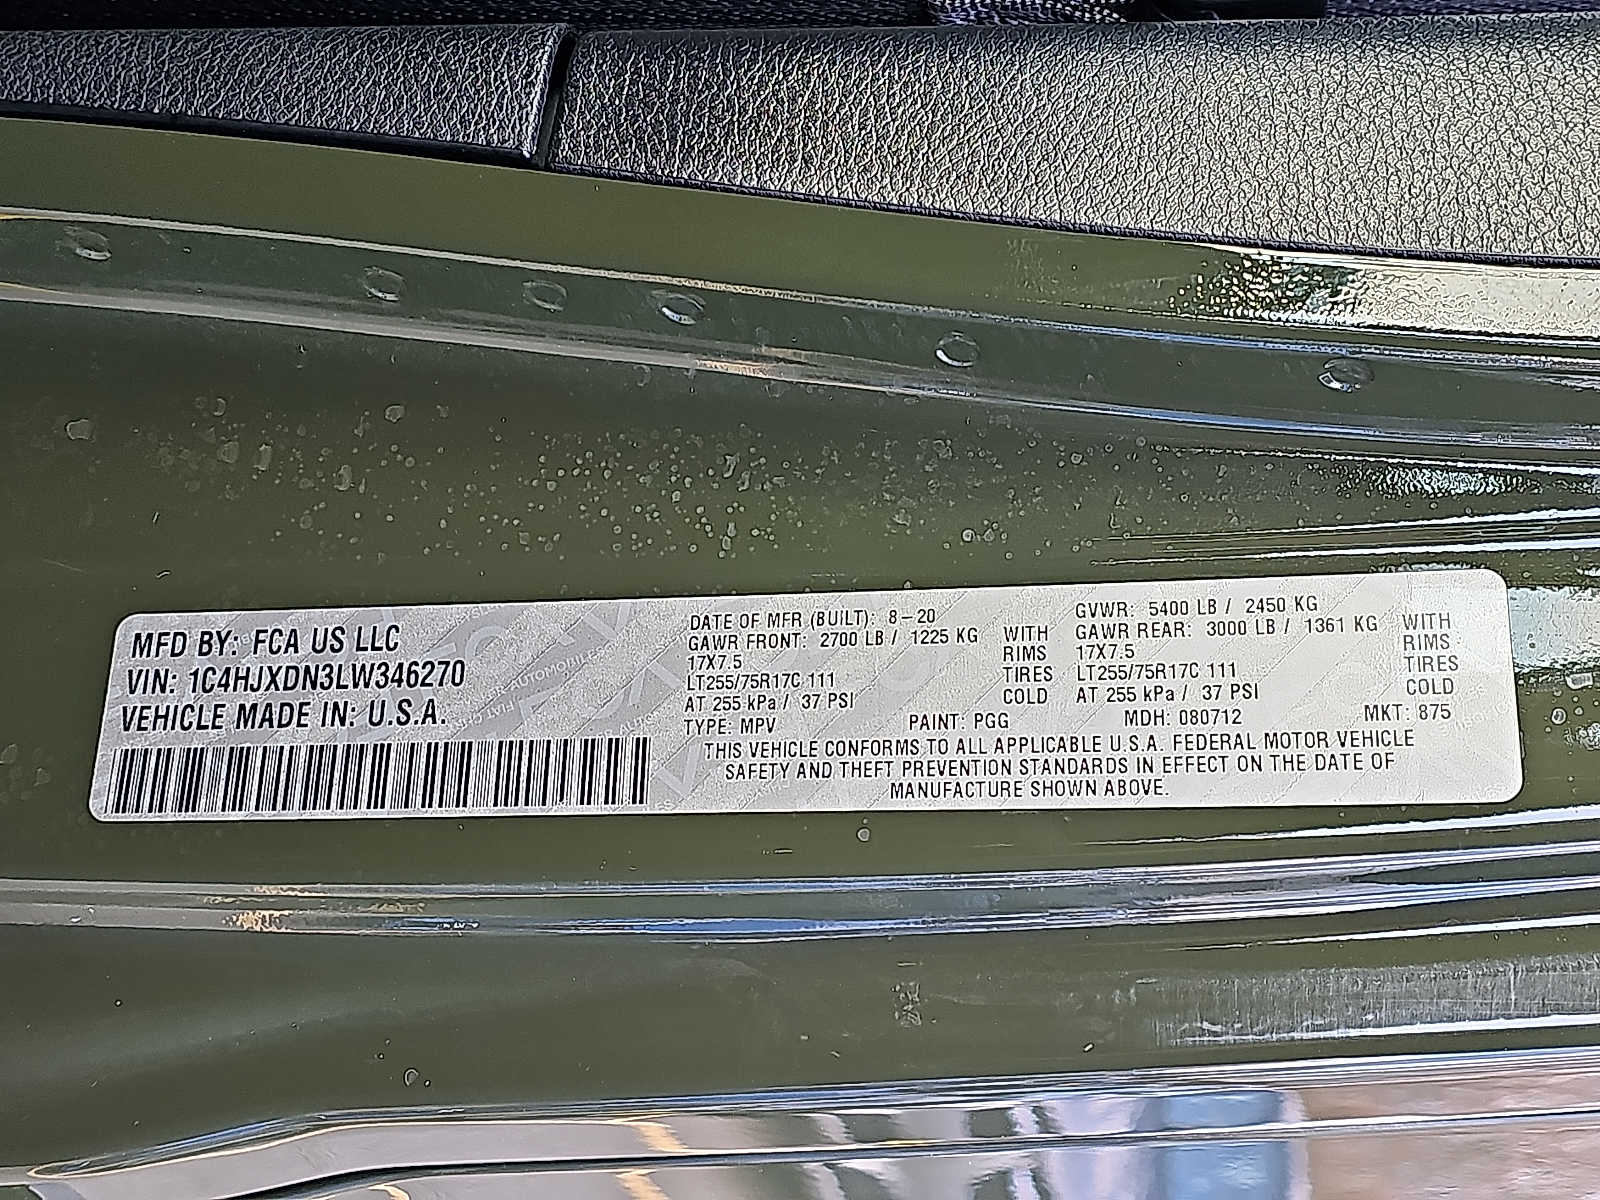 MFD BY: FCA US LLC
VIN: 1C4HJXDN3LW346270
VEHICLE MADE IN: U.S.A.
DATE OF MFR (BUILT): 8-20
GAWR FRONT: 2700 LB / 1225 KG WITH
17X7.5 RIMS
LT255/75R17C 111 TIRES
AT 255 kPa / 37 PSI COLD
GVWR: 5400 LB / 2450 KG
GAWR REAR: 3000 LB / 1361 KG WITH
17X7.5 RIMS
LT255/75R17C 111 TIRES
AT 255 kPa / 37 PSI COLD
TYPE: MPV PAINT: PGG MDH: 080712 MKT: 875
THIS VEHICLE CONFORMS TO ALL APPLICABLE U.S.A. FEDERAL MOTOR VEHICLE
SAFETY AND THEFT PREVENTION STANDARDS IN EFFECT ON THE DATE OF
MANUFACTURE SHOWN ABOVE.